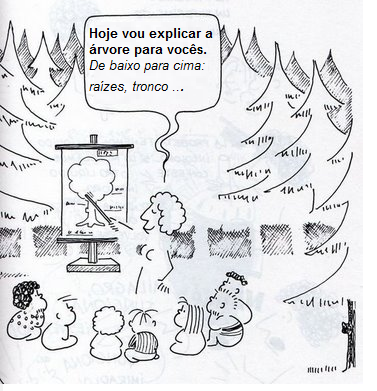 Hoje vou explicar a
árvore para vocês.
De baixo para cima:
raízes, tronco ...